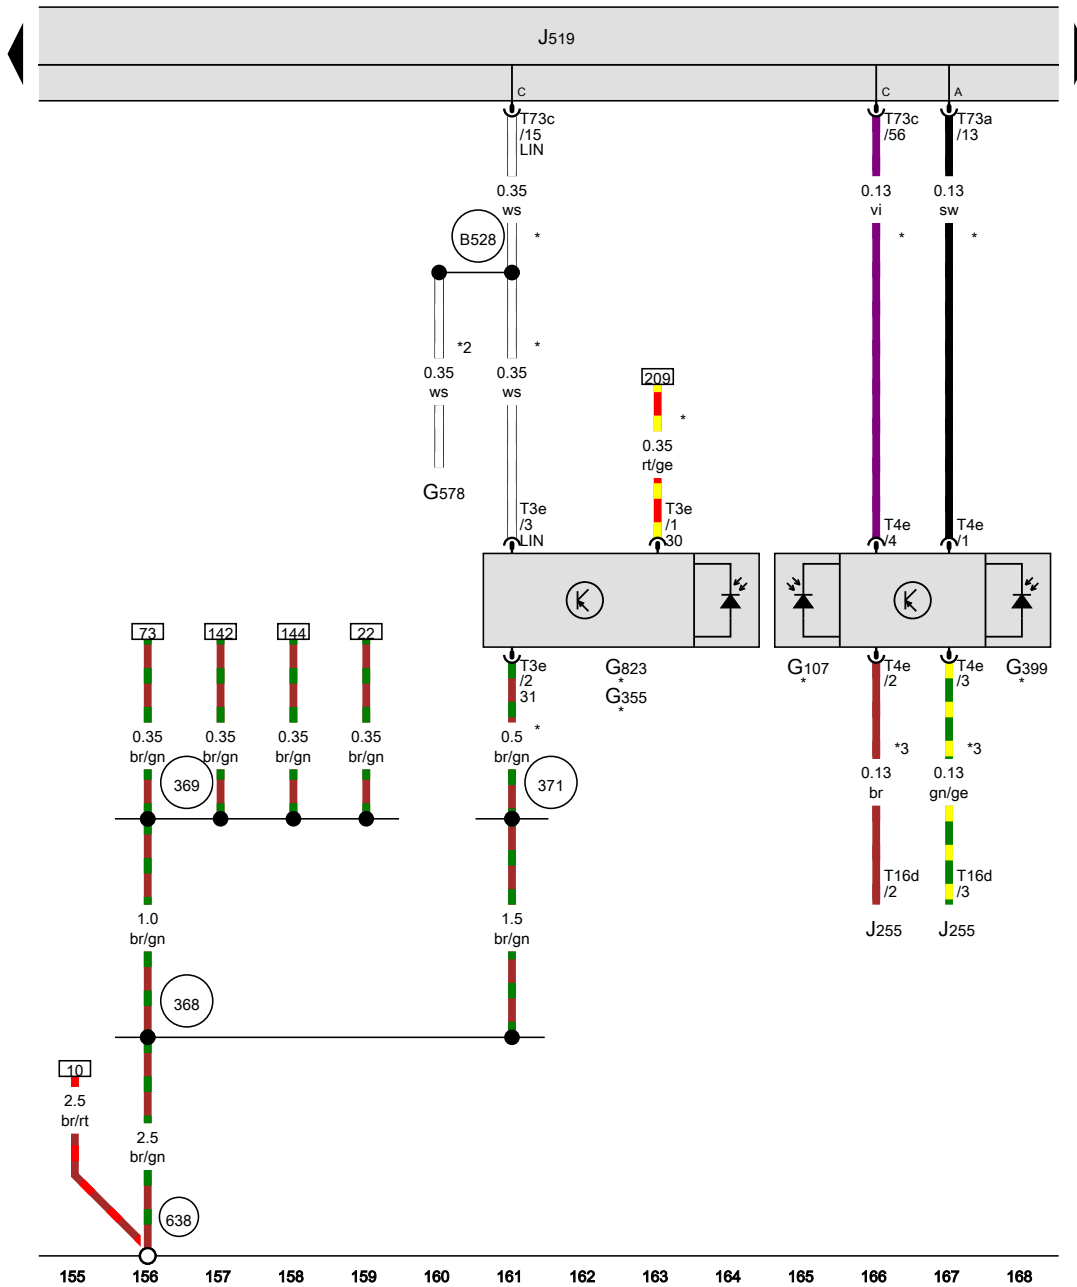 J519
C
C
A
T73c
/15
LIN
T73c
/56
T73a
/13
0.35
ws
0.13
vi
0.13
sw
B528
*
*
*
*2
*
0.35
ws
0.35
ws
209
*
0.35
rt/ge
G578
T3e
/3
LIN
T3e
/1
30
T4e
/4
T4e
/1
73
142
144
22
T3e
/2
31
G823
*
G355
*
G107
*
T4e
/2
T4e
/3
G399
*
*
0.35
br/gn
0.35
br/gn
0.35
br/gn
0.35
br/gn
0.5
br/gn
*3
*3
0.13
br
0.13
gn/ge
369
371
T16d
/2
T16d
/3
1.0
br/gn
1.5
br/gn
J255
J255
368
10
2.5
br/rt
2.5
br/gn
638
155 156 157 158 159 160 161 162 163 164 165 166 167 168